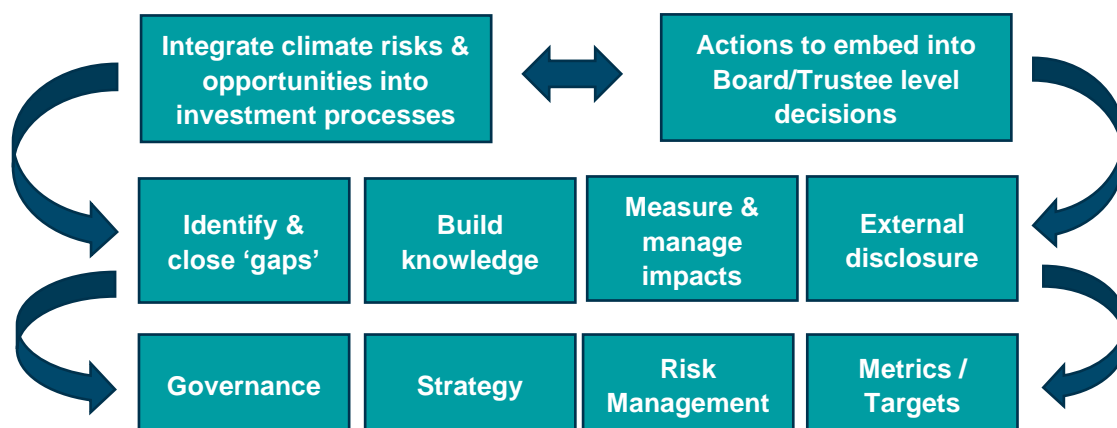 Integrate climate risks &
opportunities into
investment processes
Actions to embed into
Board/Trustee level
decisions
Identify &
close ‘gaps’
Build
knowledge
Measure &
manage
impacts
External
disclosure
Governance
Strategy
Risk
Management
Metrics /
Targets